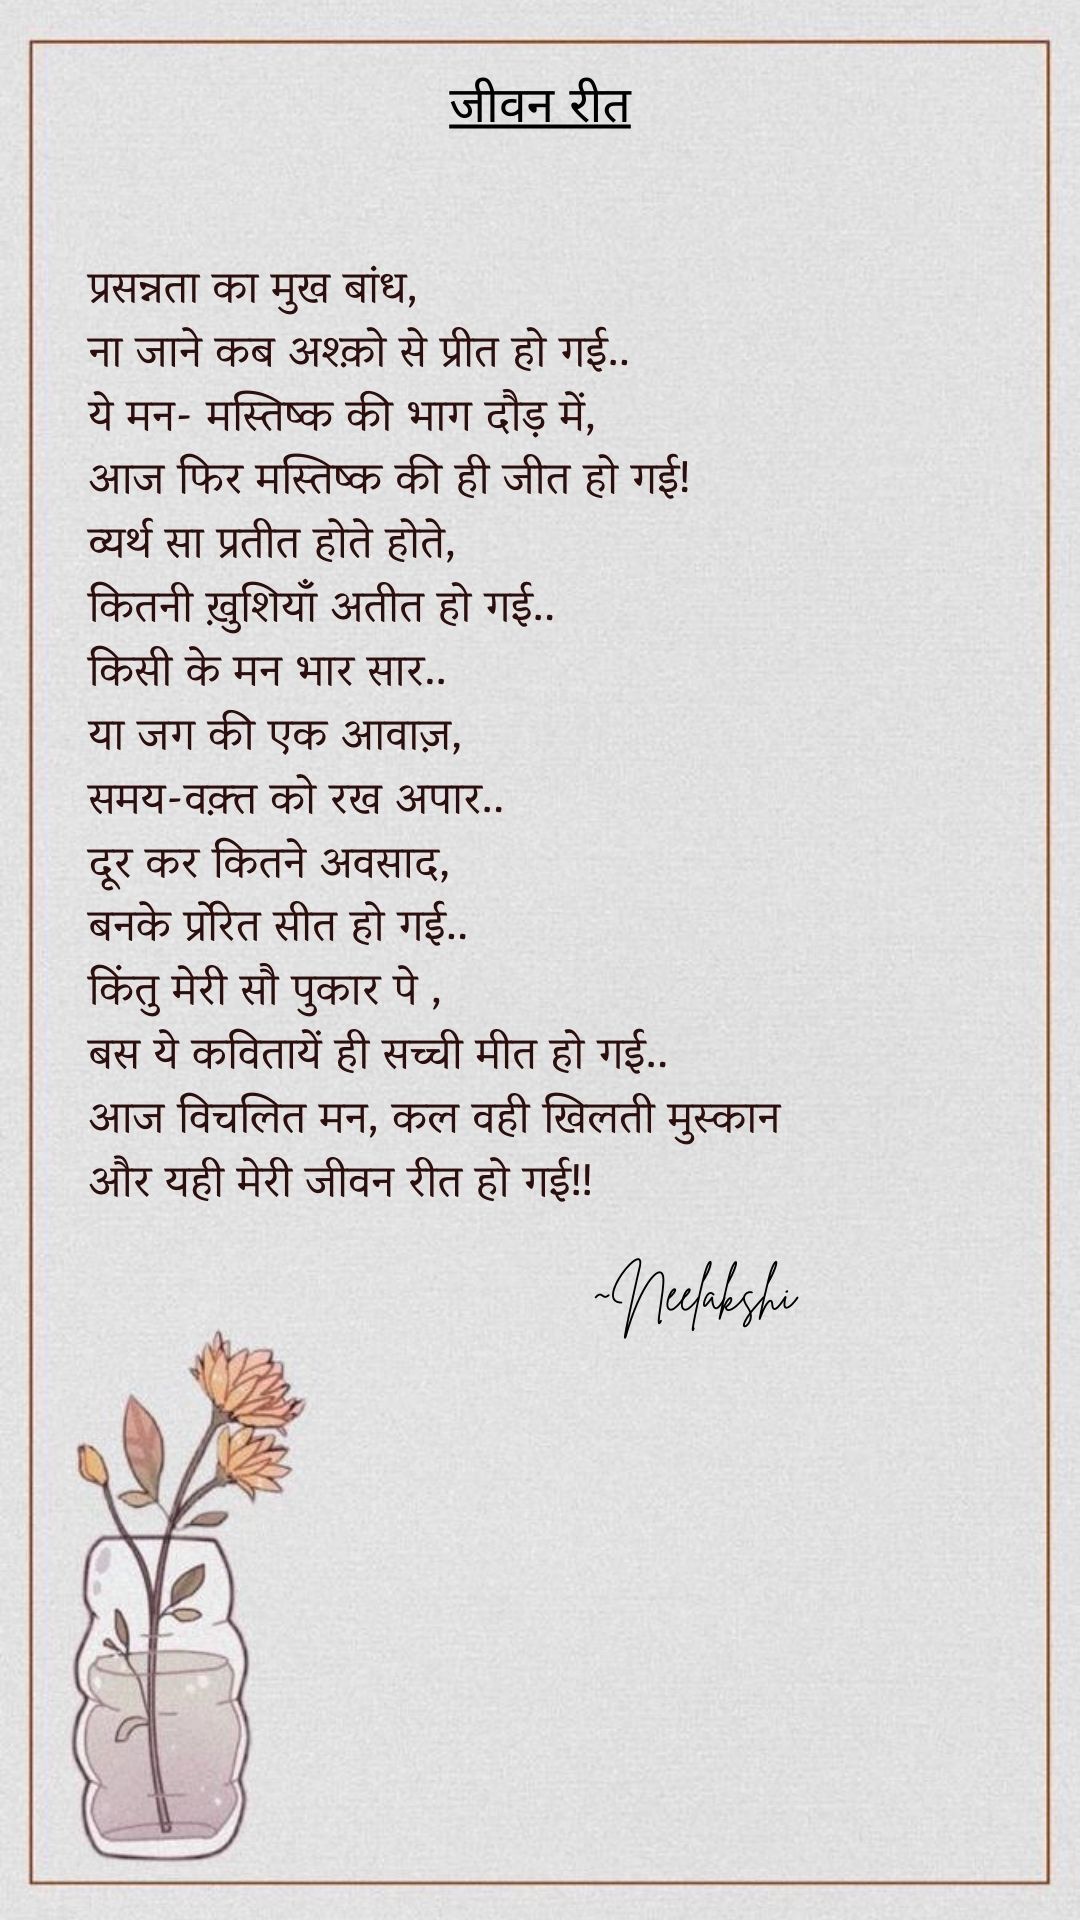 जीवन रीत
प्रसन्नता का मुख बांध,
ना जाने कब अश्क़ो से प्रीत हो गई..
ये मन- मस्तिष्क की भाग दौड़ में,
आज फिर मस्तिष्क की ही जीत हो गई!
व्यर्थ सा प्रतीत होते होते,
कितनी ख़ुशियाँ अतीत हो गई..
किसी के मन भार सार..
या जग की एक आवाज़,
समय-वक़्त को रख अपार..
दूर कर कितने अवसाद,
बनके प्रेरित सीत हो गई..
किंतु मेरी सौ पुकार पे ,
बस ये कवितायें ही सच्ची मीत हो गई..
आज विचलित मन, कल वही खिलती मुस्कान
और यही मेरी जीवन रीत हो गई!!
~Neelakshi